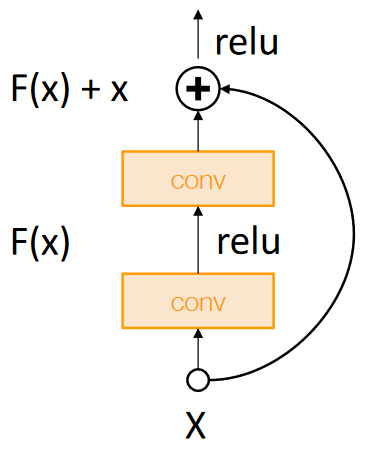 relu
F(x) + x
conv
F(x)
relu
conv
X